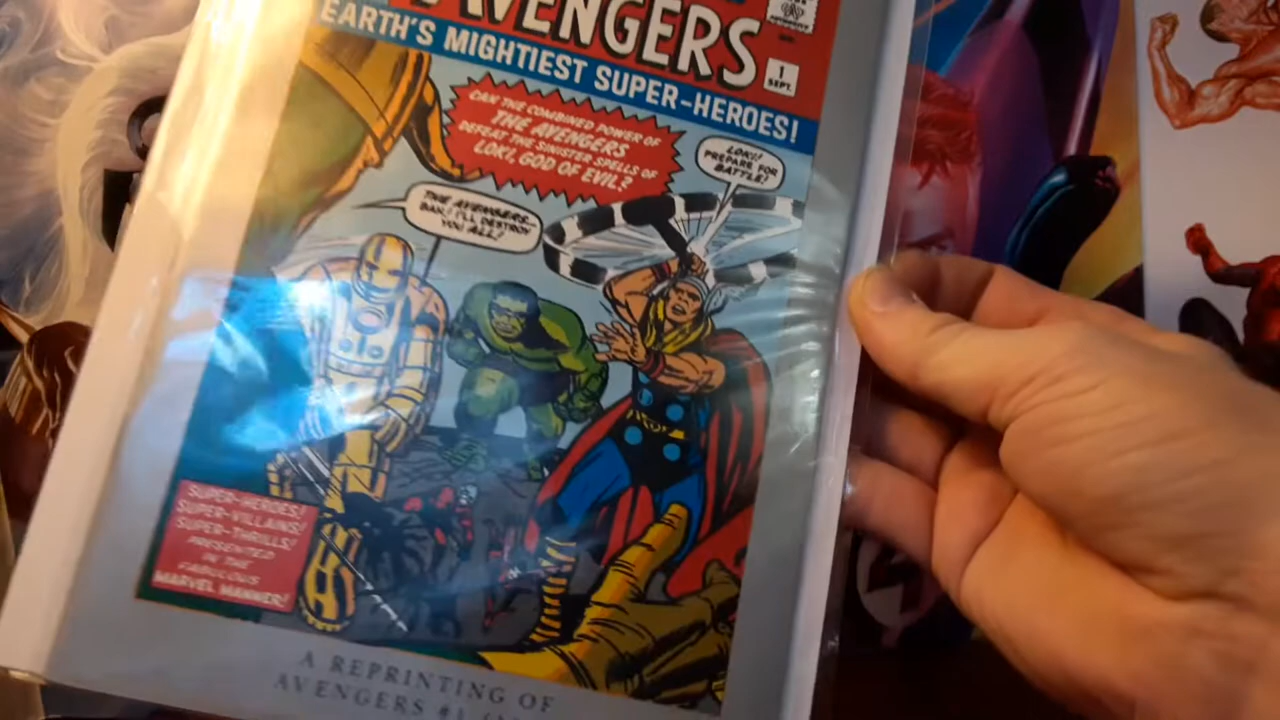 AVENGERS
EARTH'S MIGHTIEST SUPER-HEROES!
1
SEPT.
CAN THE COMBINED POWER OF
THE AVENGERS
DEFEAT THE SINISTER SPELLS OF
LOKI, GOD OF EVIL?
LOKI!
PREPARE FOR
BATTLE!
THE AVENGERS--
BAH! I'LL DESTROY
YOU ALL!
SUPER-HEROES!
SUPER-VILLAINS!
SUPER-THRILLS!
PRESENTED
IN THE
FABULOUS
MARVEL MANNER!
A REPRINTING OF
AVENGERS #1